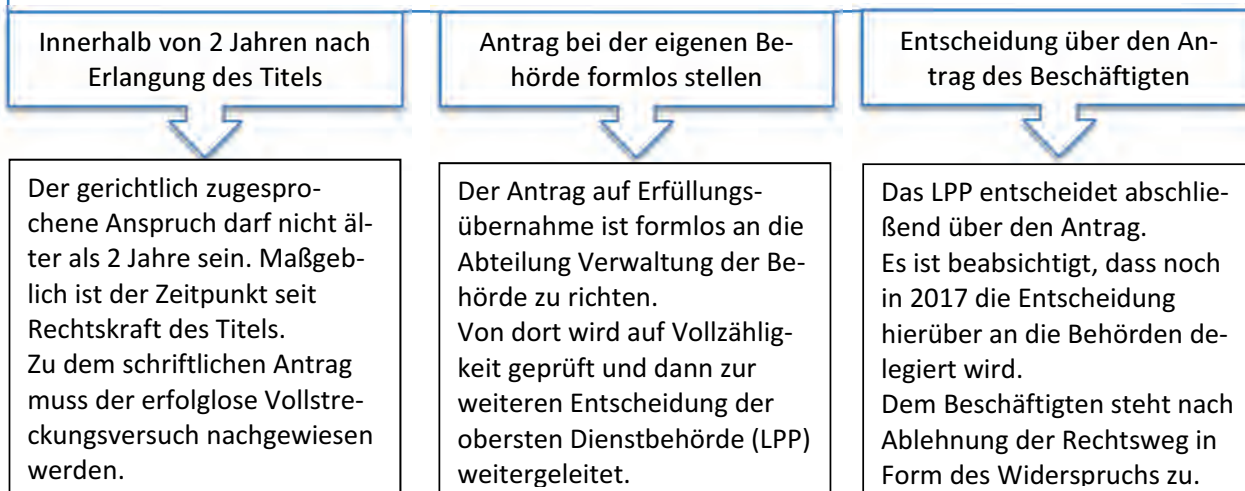 Innerhalb von 2 Jahren nach
Erlangung des Titels
Der gerichtlich zugespro-
chene Anspruch darf nicht äl-
ter als 2 Jahre sein. Maßgeb-
lich ist der Zeitpunkt seit
Rechtskraft des Titels.
Zu dem schriftlichen Antrag
muss der erfolglose Vollstre-
ckungsversuch nachgewiesen
werden.
Antrag bei der eigenen Be-
hörde formlos stellen
Der Antrag auf Erfüllungs-
übernahme ist formlos an die
Abteilung Verwaltung der Be-
hörde zu richten.
Von dort wird auf Vollzählig-
keit geprüft und dann zur
weiteren Entscheidung der
obersten Dienstbehörde (LPP)
weitergeleitet.
Entscheidung über den An-
trag des Beschäftigten
Das LPP entscheidet abschlie-
ßend über den Antrag.
Es ist beabsichtigt, dass noch
in 2017 die Entscheidung
hierüber an die Behörden de-
legiert wird.
Dem Beschäftigten steht nach
Ablehnung der Rechtsweg in
Form des Widerspruchs zu.